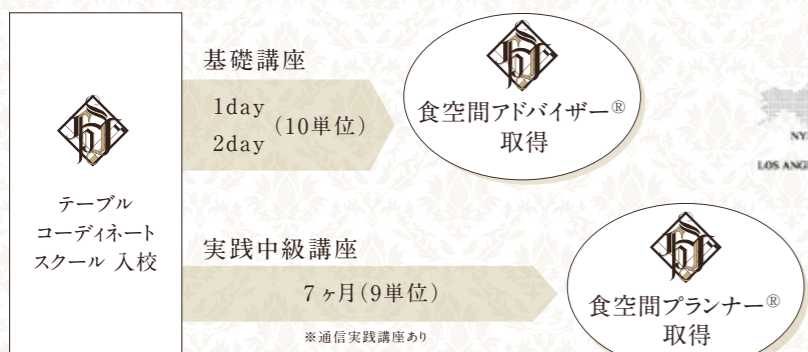 テーブル
コーディネート
スクール 入校
基礎講座
1day
2day
(10単位)
食空間アドバイザー®
取得
実践中級講座
7ヶ月(9単位)
※通信実践講座あり
食空間プランナー®
取得
NY
LOS ANG